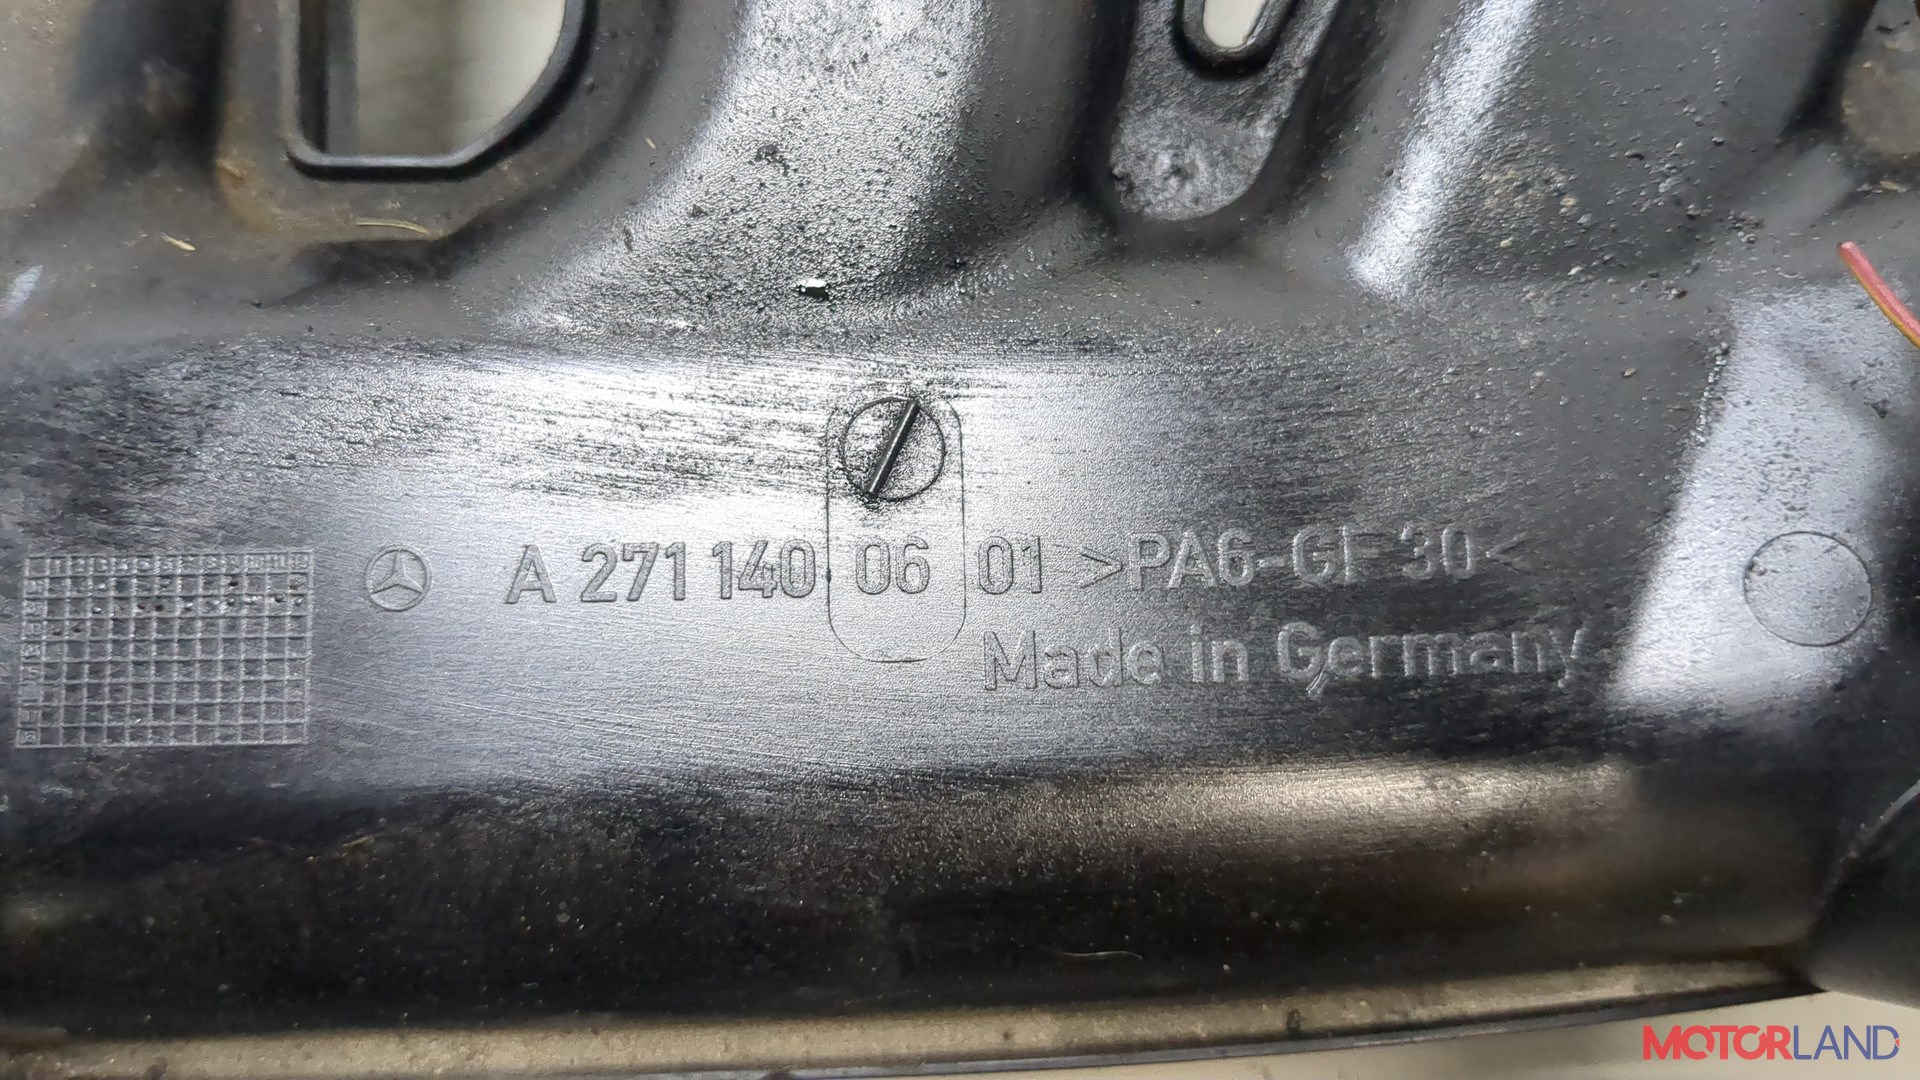 A 271 140 06 01 >PA6-GF 30<
Made in Germany
MOTORLAND